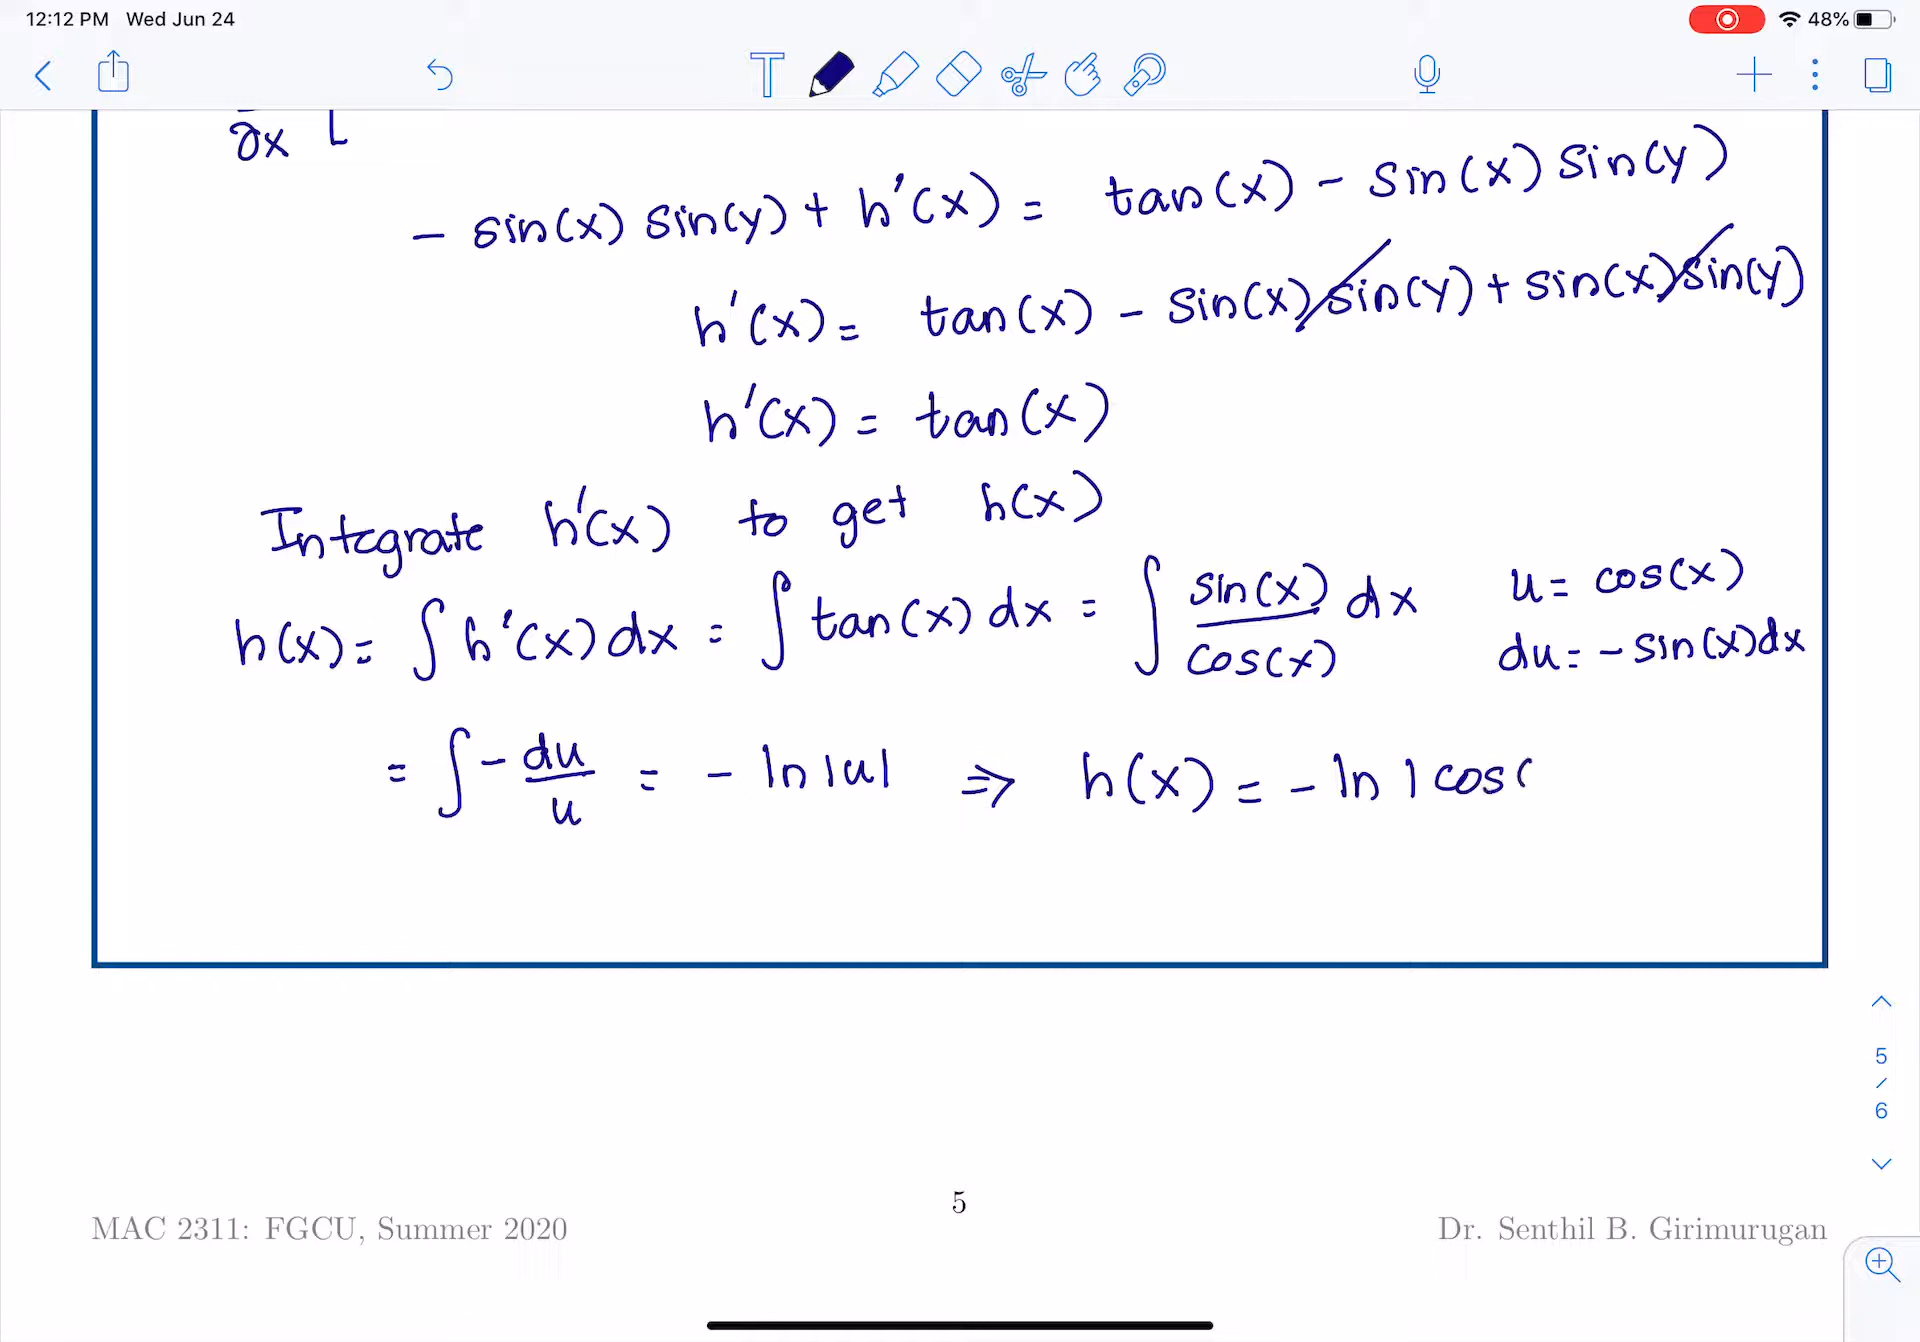 12:12 PM Wed Jun 24
48%
T
∂x [
- sin(x) sin(y) + h'(x) = tan(x) - sin(x) sin(y)
h'(x) = tan(x) - sin(x) sin(y) + sin(x) sin(y)
h'(x) = tan(x)
Integrate h'(x) to get h(x)
h(x) = ∫ h'(x) dx = ∫ tan(x) dx = ∫ sin(x)/cos(x) dx u = cos(x)
du = - sin(x) dx
= ∫ - du/u = - ln |u| ⇒ h(x) = - ln | cos(
5
/
6
5
MAC 2311: FGCU, Summer 2020
Dr. Senthil B. Girimurugan